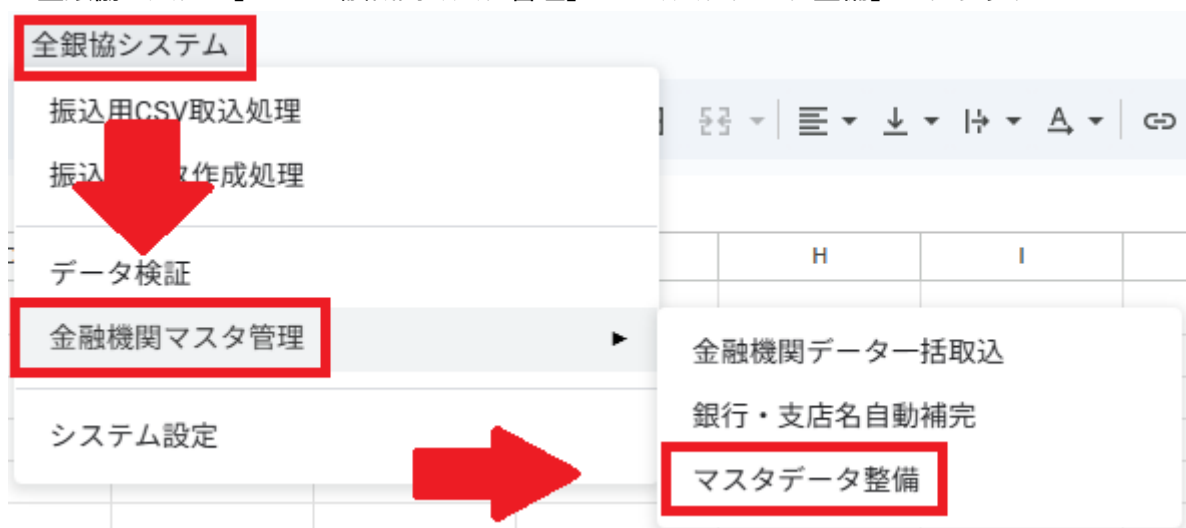 全銀協システム
振込用CSV取込処理
振込 作成処理
データ検証
金融機関マスタ管理
システム設定
H
I
金融機関データ一括取込
銀行・支店名自動補完
マスタデータ整備